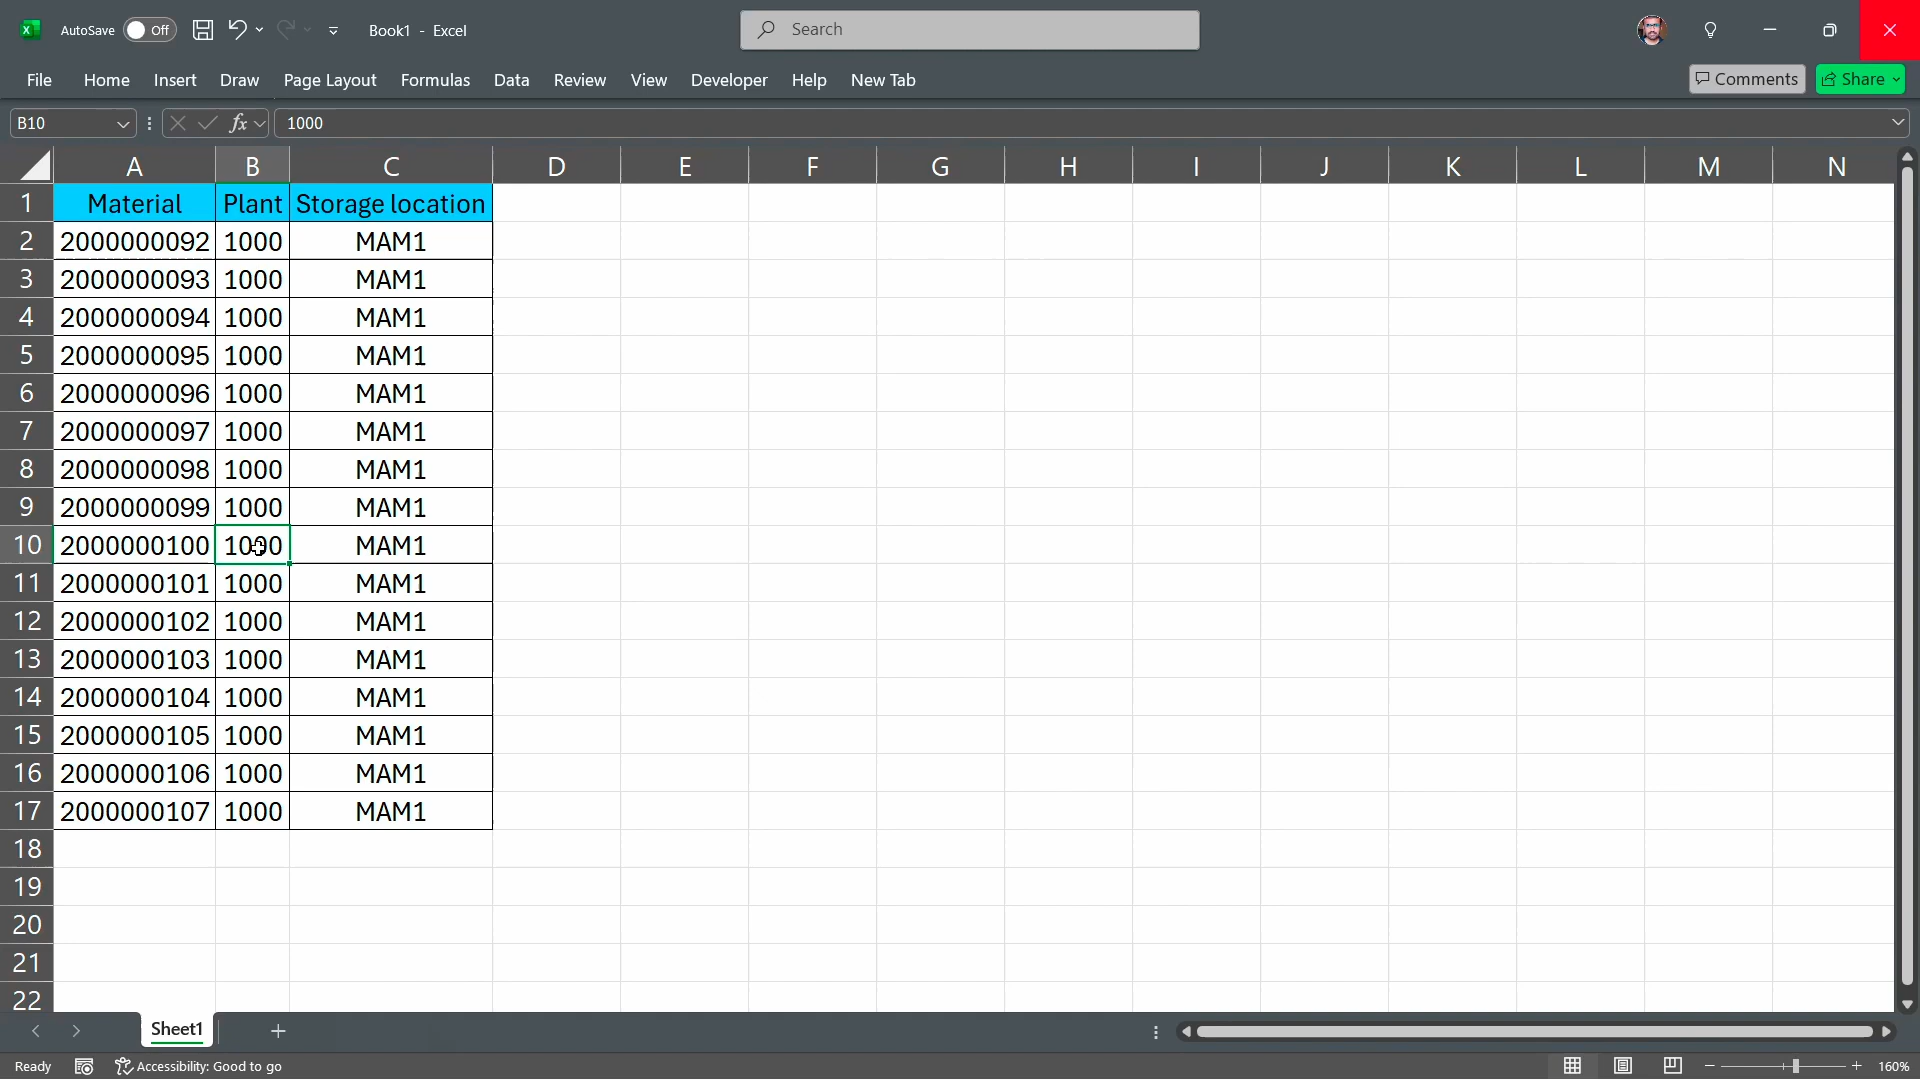 AutoSave Off Book1 - Excel Search
File Home Insert Draw Page Layout Formulas Data Review View Developer Help New Tab Comments Share
B10 fx 1000
A B C D E F G H I J K L M N
1 Material Plant Storage location
2 2000000092 1000 MAM1
3 2000000093 1000 MAM1
4 2000000094 1000 MAM1
5 2000000095 1000 MAM1
6 2000000096 1000 MAM1
7 2000000097 1000 MAM1
8 2000000098 1000 MAM1
9 2000000099 1000 MAM1
10 2000000100 1000 MAM1
11 2000000101 1000 MAM1
12 2000000102 1000 MAM1
13 2000000103 1000 MAM1
14 2000000104 1000 MAM1
15 2000000105 1000 MAM1
16 2000000106 1000 MAM1
17 2000000107 1000 MAM1
18
19
20
21
22
Sheet1
Ready Accessibility: Good to go 160%